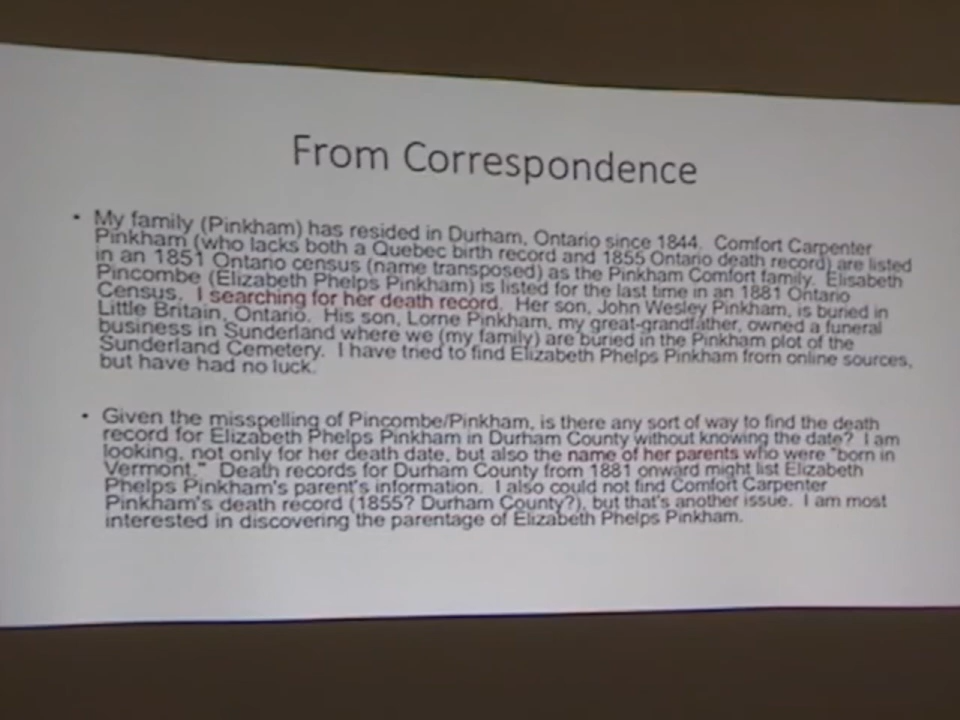 From Correspondence
• My family (Pinkham) has resided in Durham, Ontario since 1844. Comfort Carpenter
Pinkham (who lacks both a Quebec birth record and 1855 Ontario death record) are listed
in an 1851 Ontario census (name transposed) as the Pinkham Comfort family. Elisabeth
Pincombe (Elizabeth Phelps Pinkham) is listed for the last time in an 1881 Ontario
Census. I searching for her death record. Her son, John Wesley Pinkham, is buried in
Little Britain, Ontario. His son, Lorne Pinkham, my great-grandfather, owned a funeral
business in Sunderland where we (my family) are buried in the Pinkham plot of the
Sunderland Cemetery. I have tried to find Elizabeth Phelps Pinkham from online sources,
but have had no luck.
• Given the misspelling of Pincombe/Pinkham, is there any sort of way to find the death
record for Elizabeth Phelps Pinkham in Durham County without knowing the date? I am
looking, not only for her death date, but also the name of her parents who were "born in
Vermont." Death records for Durham County from 1881 onward might list Elizabeth
Phelps Pinkham's parent's information. I also could not find Comfort Carpenter
Pinkham's death record (1855? Durham County?), but that's another issue. I am most
interested in discovering the parentage of Elizabeth Phelps Pinkham.